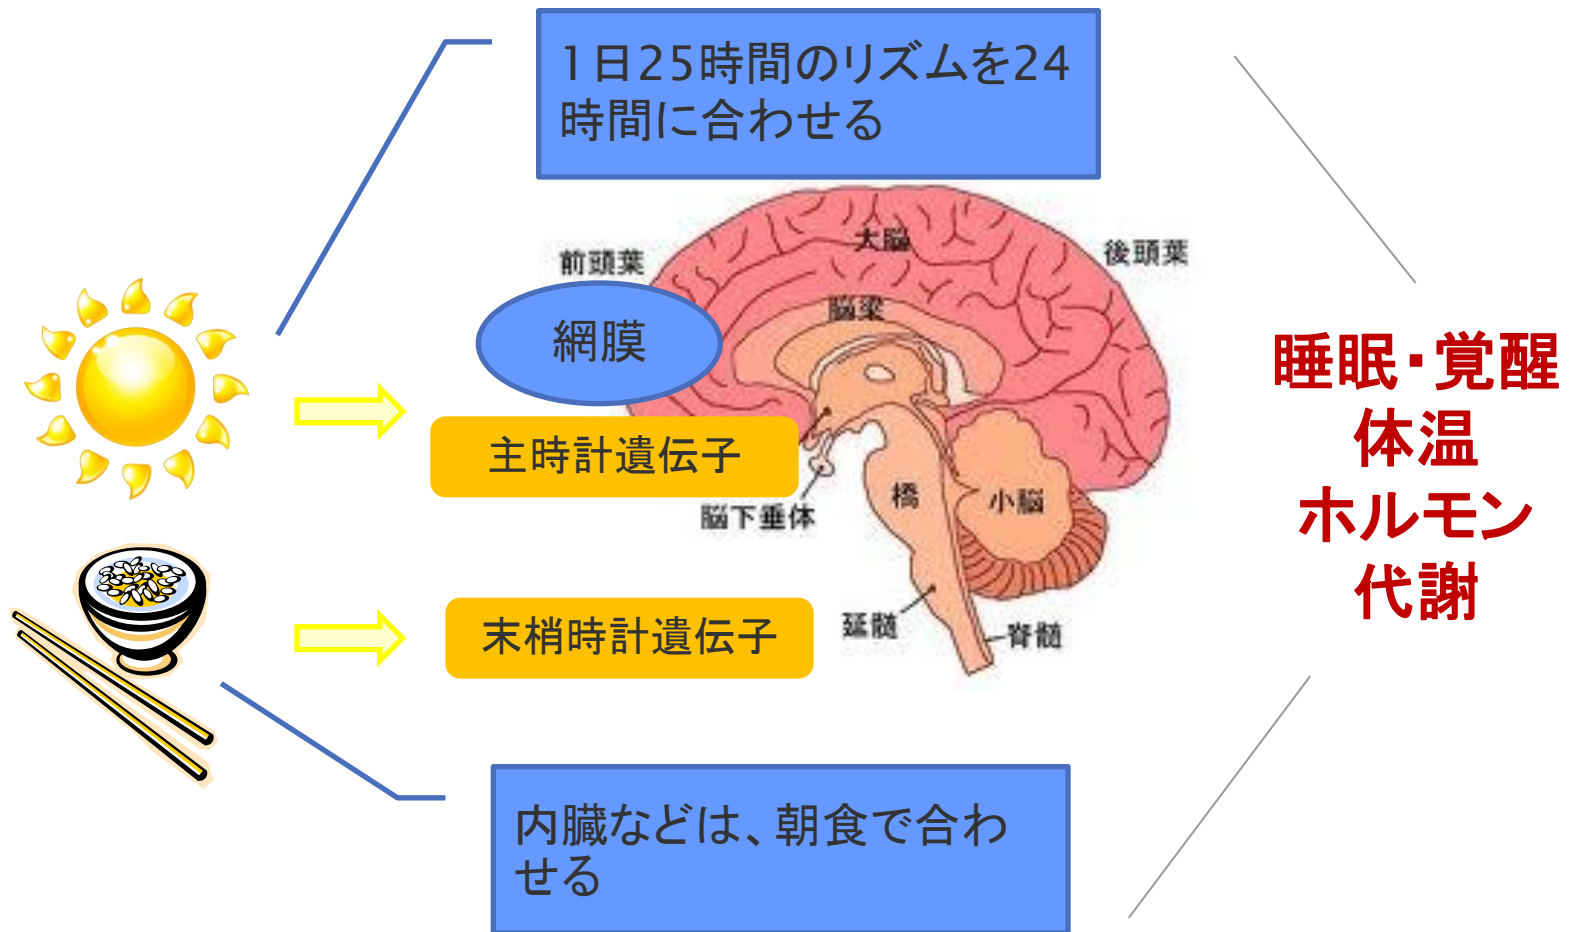 1日25時間のリズムを24
時間に合わせる
大脳
前頭葉
後頭葉
脳梁
網膜
主時計遺伝子
脳下垂体
橋
小脳
末梢時計遺伝子
延髄
脊髄
内臓などは、朝食で合わ
せる
睡眠・覚醒
体温
ホルモン
代謝